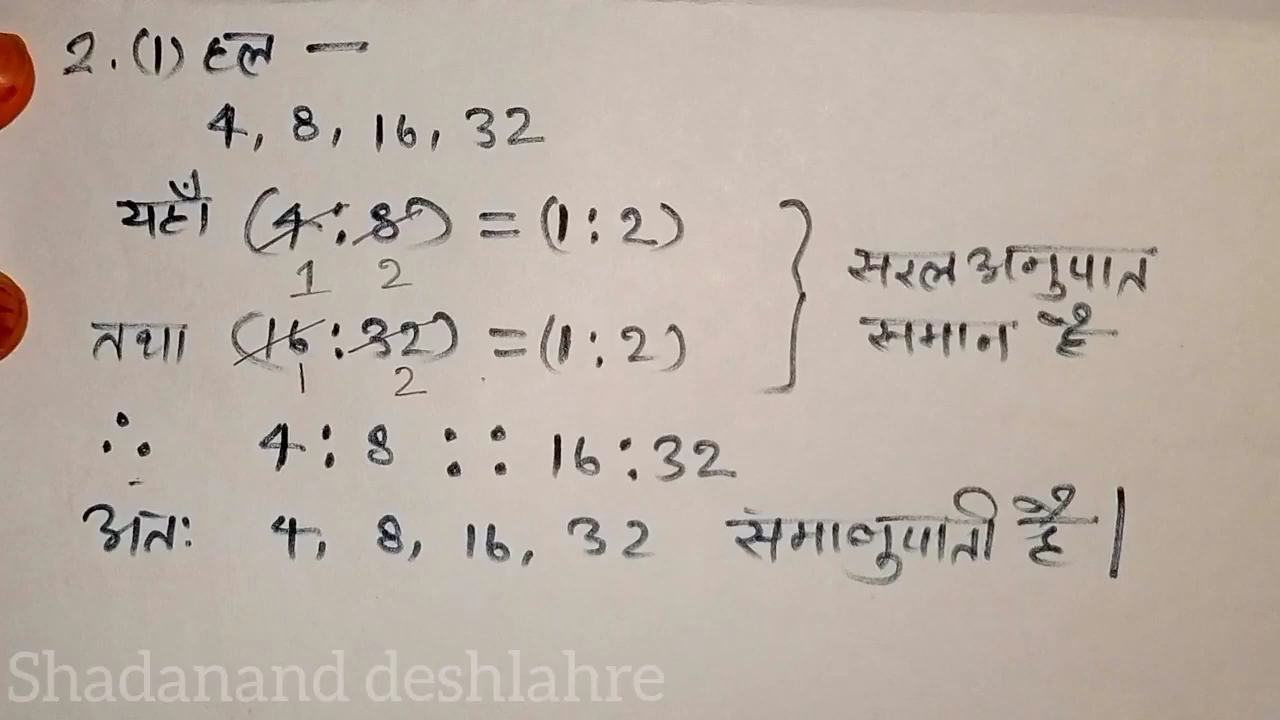 2. (1) हल —
4, 8, 16, 32
यहाँ (4:8) = (1:2)
1 2
तथा (16:32) = (1:2)
1 2
} सरल अनुपात
समान है
∴ 4:8 :: 16:32
अतः 4, 8, 16, 32 समानुपाती है|
Shadanand deshlahre